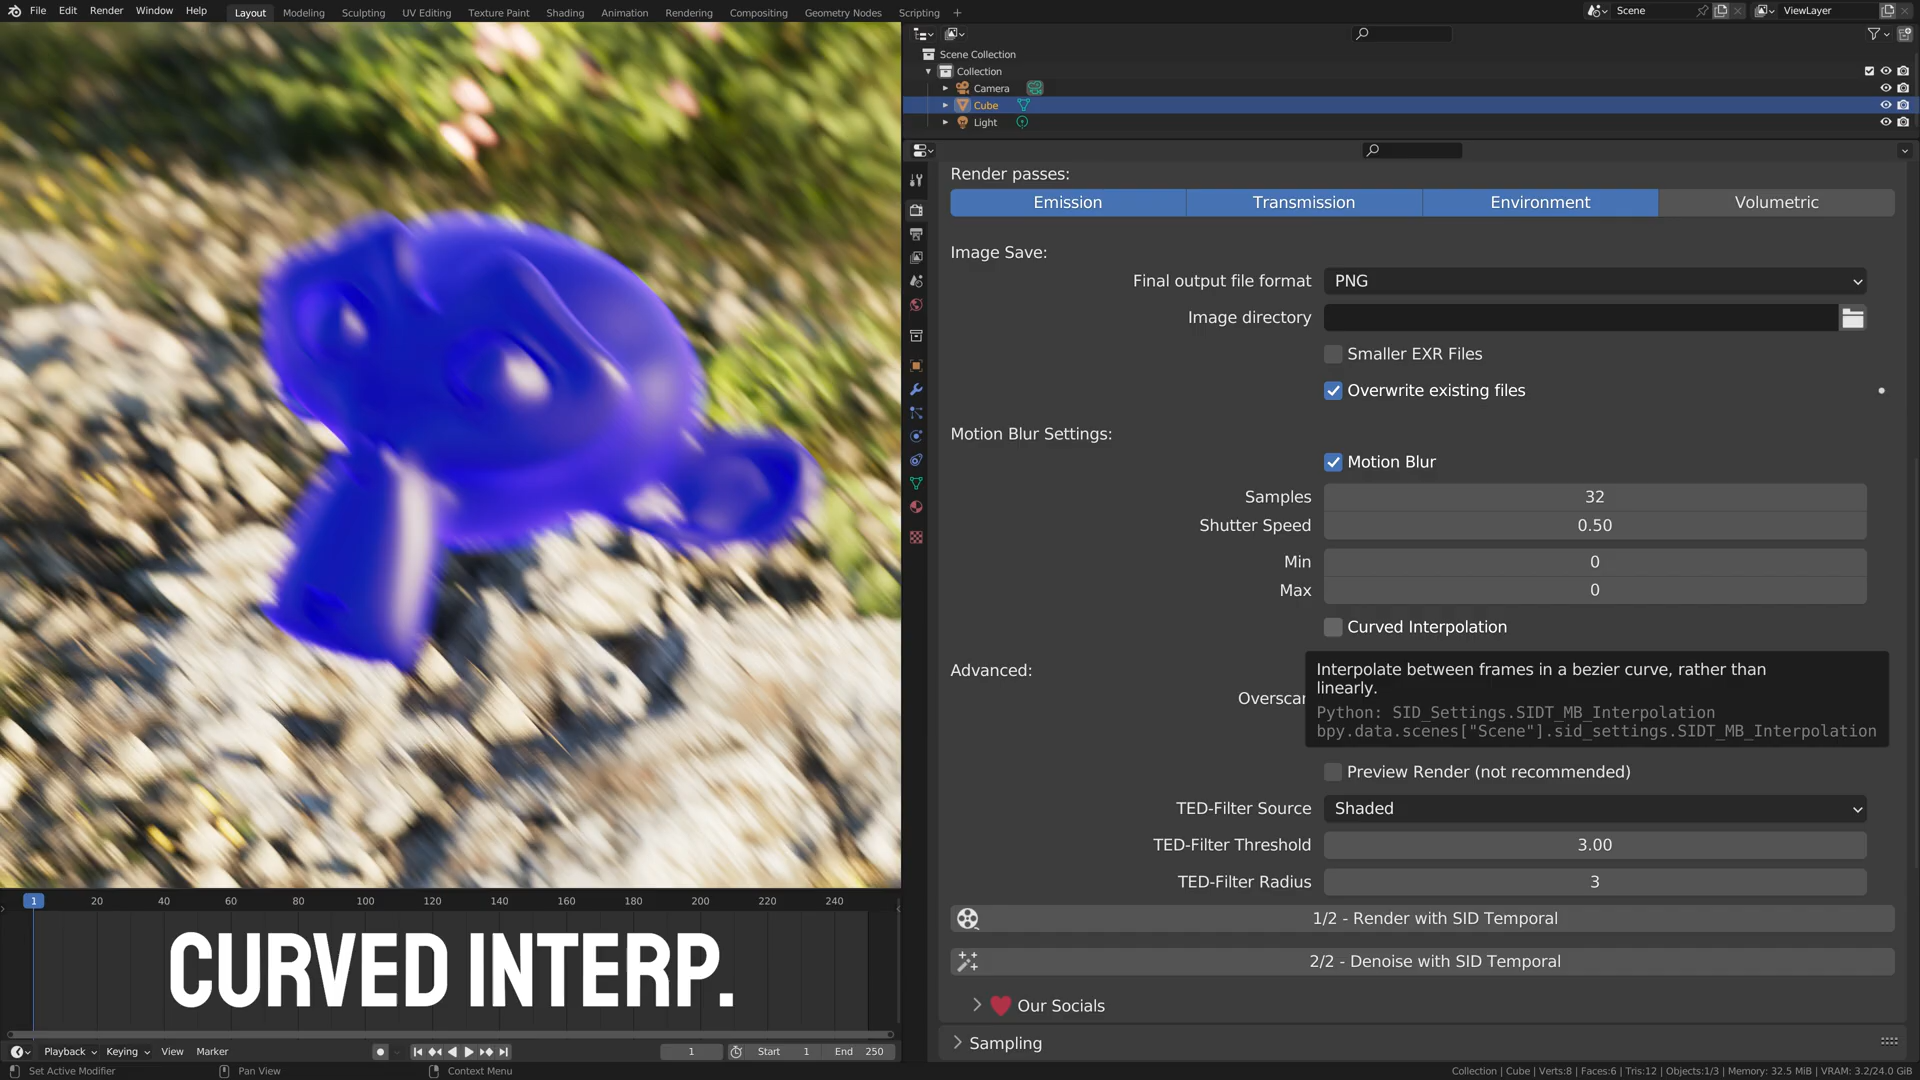 File Edit Render Window Help Layout Modeling Sculpting UV Editing Texture Paint Shading Animation Rendering Compositing Geometry Nodes Scripting + Scene ViewLayer
Scene Collection
Collection
Camera
Cube
Light
Render passes:
Emission Transmission Environment Volumetric
Image Save:
Final output file format PNG
Image directory
Smaller EXR Files
Overwrite existing files
Motion Blur Settings:
Motion Blur
Samples 32
Shutter Speed 0.50
Min 0
Max 0
Curved Interpolation
Advanced:
Overscan
Interpolate between frames in a bezier curve, rather than
linearly.
Python: SID_Settings.SIDT_MB_Interpolation
bpy.data.scenes["Scene"].sid_settings.SIDT_MB_Interpolation
Preview Render (not recommended)
TED-Filter Source Shaded
TED-Filter Threshold 3.00
TED-Filter Radius 3
1/2 - Render with SID Temporal
2/2 - Denoise with SID Temporal
Our Socials
Sampling
1 20 40 60 80 100 120 140 160 180 200 220 240
CURVED INTERP.
Playback Keying View Marker 1 Start 1 End 250
Set Active Modifier Pan View Context Menu Collection | Cube | Verts:8 | Faces:6 | Tris:12 | Objects:1/3 | Memory: 32.5 MiB | VRAM: 3.2/24.0 GiB